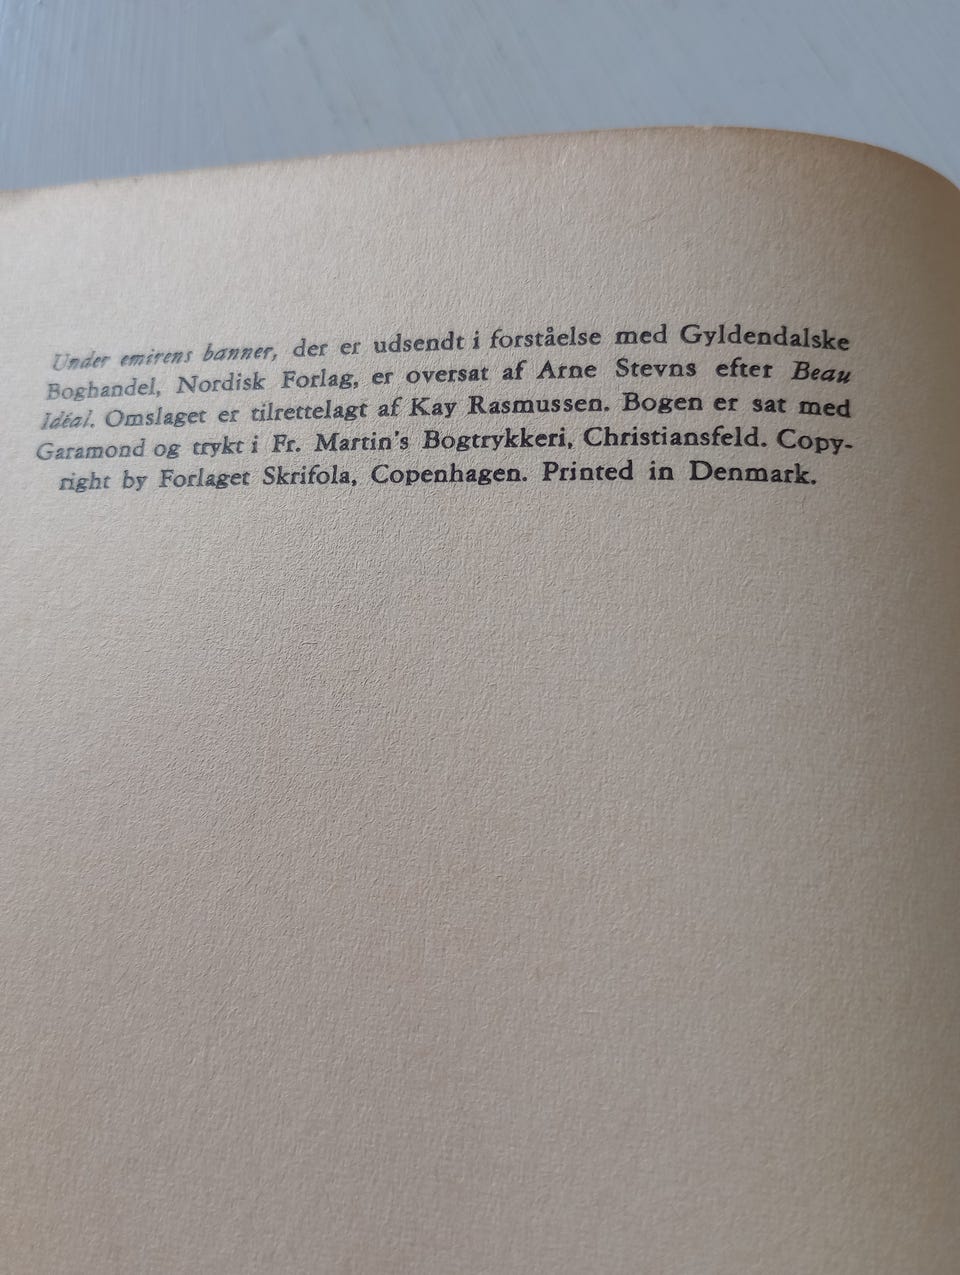 Under emirens banner, der er udsendt i forståelse med Gyldendalske
Boghandel, Nordisk Forlag, er oversat af Arne Stevns efter Beau
Idéal. Omslaget er tilrettelagt af Kay Rasmussen. Bogen er sat med
Garamond og trykt i Fr. Martin's Bogtrykkeri, Christiansfeld. Copy-
right by Forlaget Skrifola, Copenhagen. Printed in Denmark.